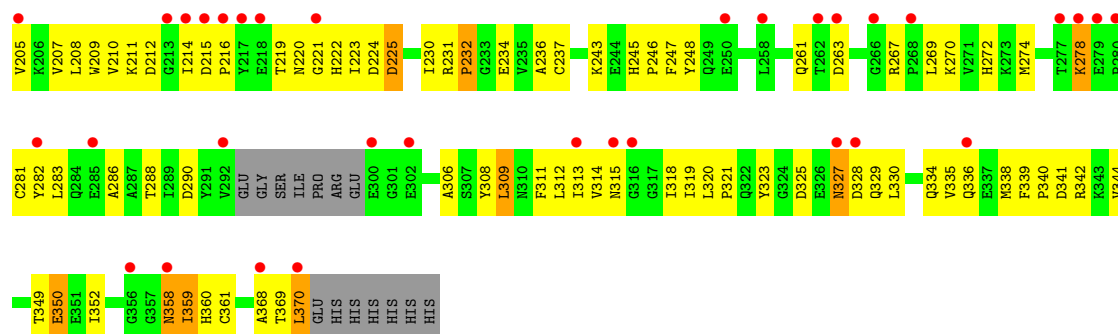 V205 K206 V207 L208 W209 V210 K211 D212 G213 I214 D215 P216 Y217 E218 T219 N220 G221 H222 I223 D224 D225 I230 R231 P232 G233 E234 V235 A236 C237 K243 E244 H245 P246 F247 Y248 Q249 E250 L258 Q261 T262 D263 G266 R267 P268 L269 K270 V271 H272 K273 M274 T277 K278 E279
C281 Y282 L283 Q284 E285 A286 A287 T288 I289 D290 Y291 V292 GLU GLY SER ILE PRO ARG GLU E300 G301 E302 A306 S307 Y308 L309 N310 F311 L312 I313 V314 N315 G316 G317 I318 I319 L320 P321 Q322 Y323 G324 D325 E326 N327 D328 Q329 L330 Q334 V335 Q336 E337 M338 F339 P340 D341 R342 K343
T349 E350 E351 I352 G356 G357 N358 I359 H360 C361 A368 T369 L370 GLU HIS HIS HIS HIS HIS HIS